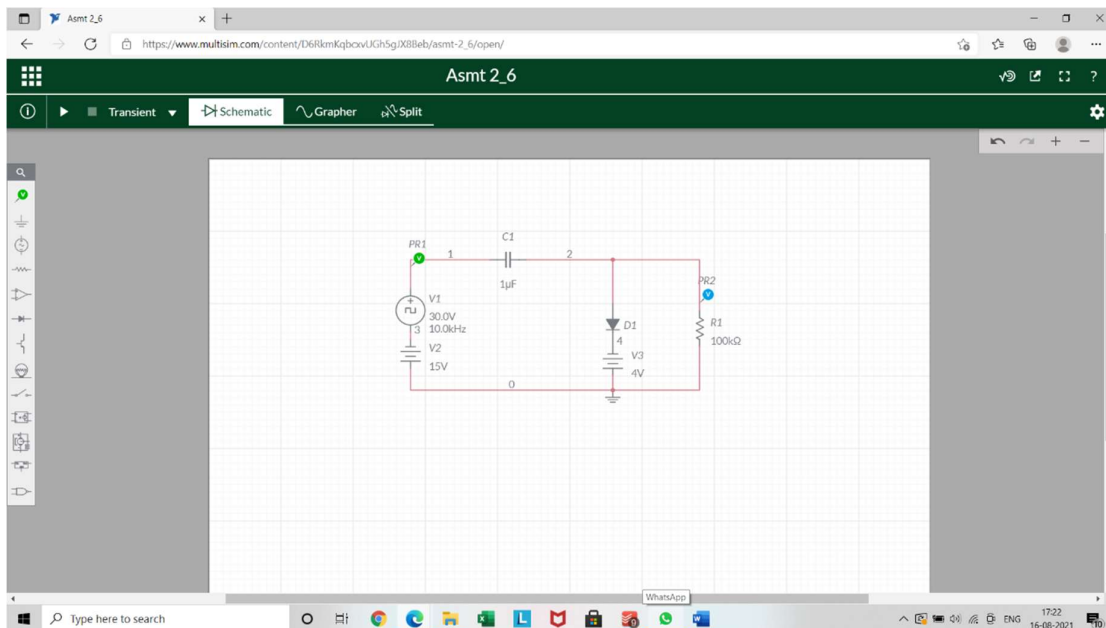 Asmt 2_6
https://www.multisim.com/content/D6RkmKqbcxvUGh5gJX8Beb/asmt-2_6/open/
Asmt 2_6
Transient
Schematic
Grapher
Split
PR1
1
C1
1µF
2
PR2
V1
30.0V
10.0kHz
3
V2
15V
D1
4
V3
4V
R1
100kΩ
0
WhatsApp
Type here to search
ENG
17:22
16-08-2021